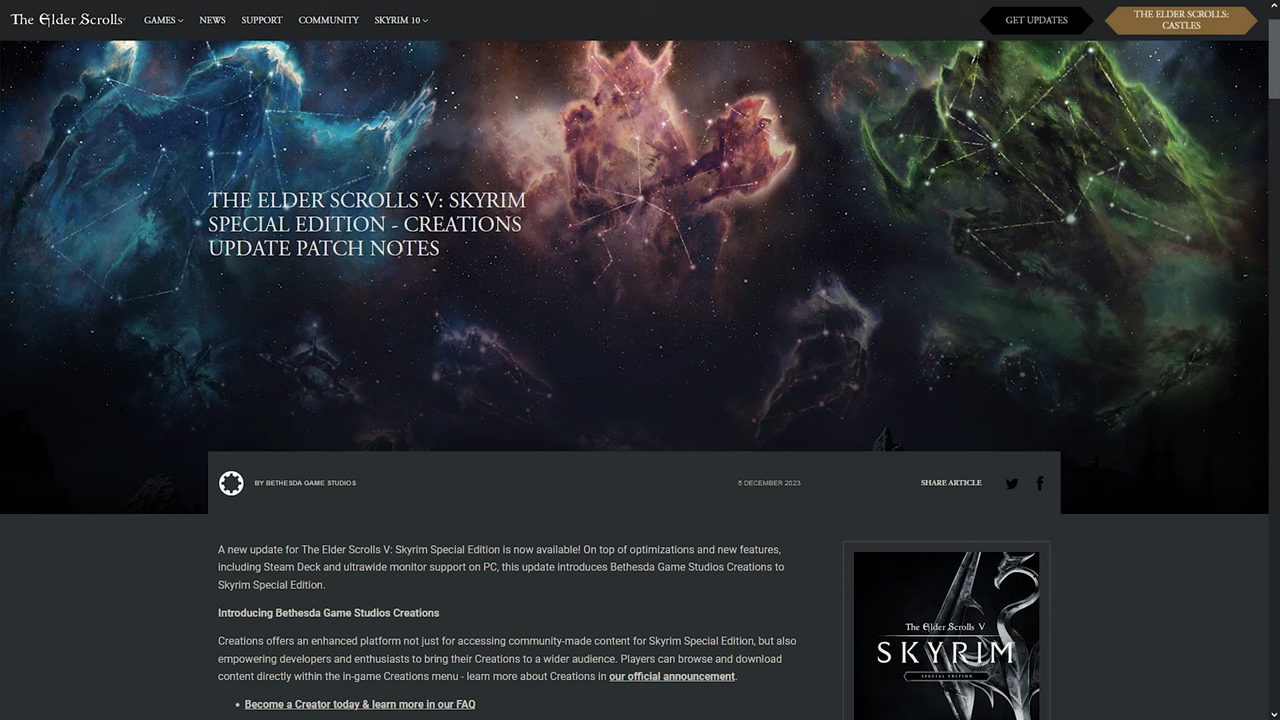 The Elder Scrolls
GAMES NEWS SUPPORT COMMUNITY SKYRIM 10
GET UPDATES
THE ELDER SCROLLS:
CASTLES
THE ELDER SCROLLS V: SKYRIM
SPECIAL EDITION - CREATIONS
UPDATE PATCH NOTES
BY BETHESDA GAME STUDIOS
5 DECEMBER 2023
SHARE ARTICLE
A new update for The Elder Scrolls V: Skyrim Special Edition is now available! On top of optimizations and new features,
including Steam Deck and ultrawide monitor support on PC, this update introduces Bethesda Game Studios Creations to
Skyrim Special Edition.
Introducing Bethesda Game Studios Creations
Creations offers an enhanced platform not just for accessing community-made content for Skyrim Special Edition, but also
empowering developers and enthusiasts to bring their Creations to a wider audience. Players can browse and download
content directly within the in-game Creations menu - learn more about Creations in our official announcement.
• Become a Creator today & learn more in our FAQ
The Elder Scrolls V
SKYRIM
SPECIAL EDITION